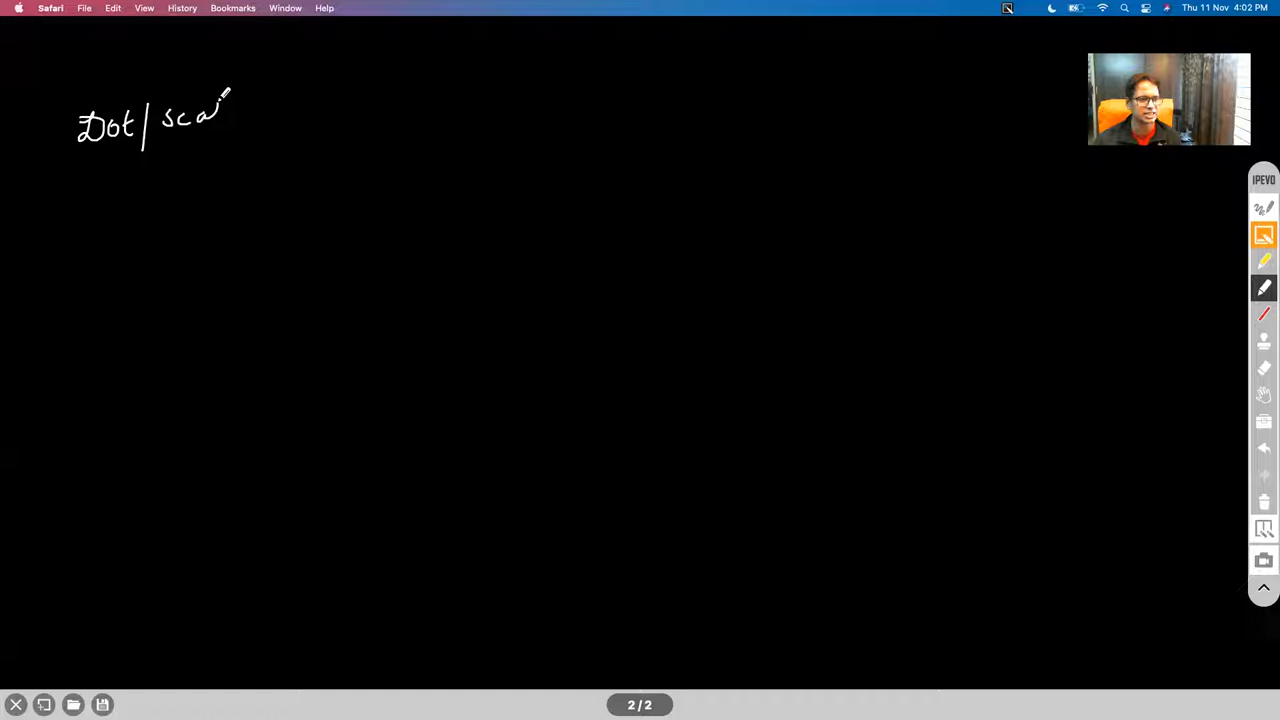 Safari File Edit View History Bookmarks Window Help Thu 11 Nov 4:02 PM
Dot/sca
IPEVO
2/2